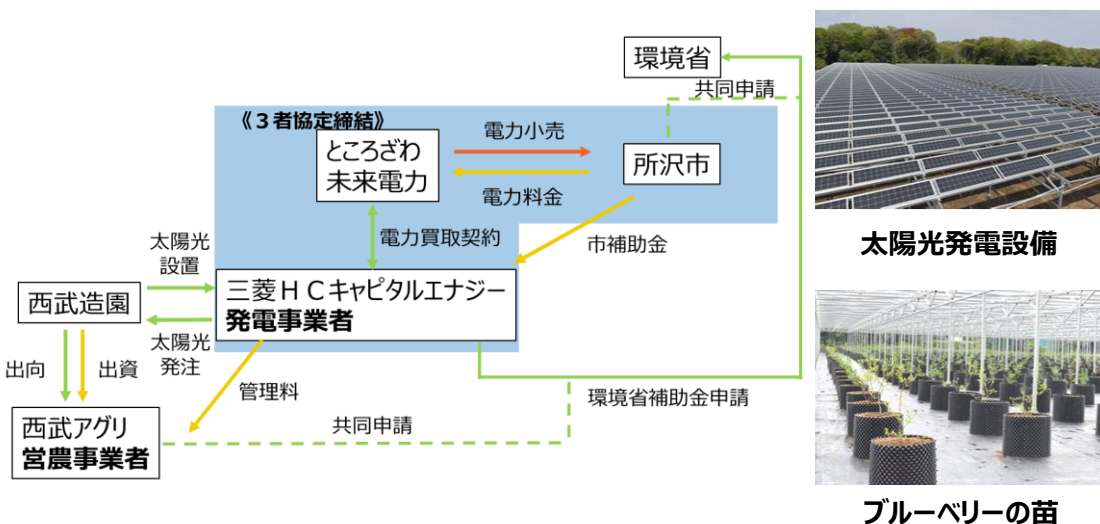 環境省
共同申請
《３者協定締結》
ところざわ
未来電力
電力小売
電力料金
所沢市
電力買取契約
市補助金
太陽光
設置
西武造園
三菱ＨＣキャピタルエナジー
発電事業者
太陽光
発注
出向
出資
管理料
環境省補助金申請
共同申請
西武アグリ
営農事業者
太陽光発電設備
ブルーベリーの苗